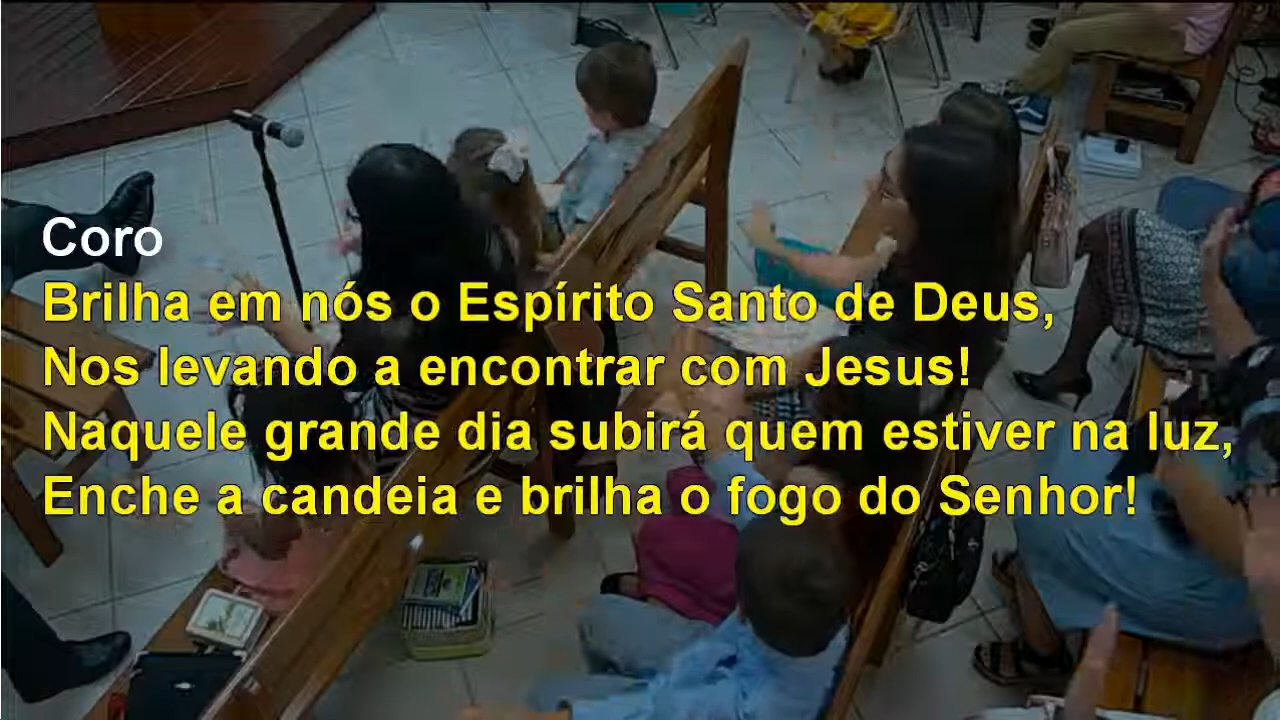 Coro
Brilha em nós o Espírito Santo de Deus,
Nos levando a encontrar com Jesus!
Naquele grande dia subirá quem estiver na luz,
Enche a candeia e brilha o fogo do Senhor!